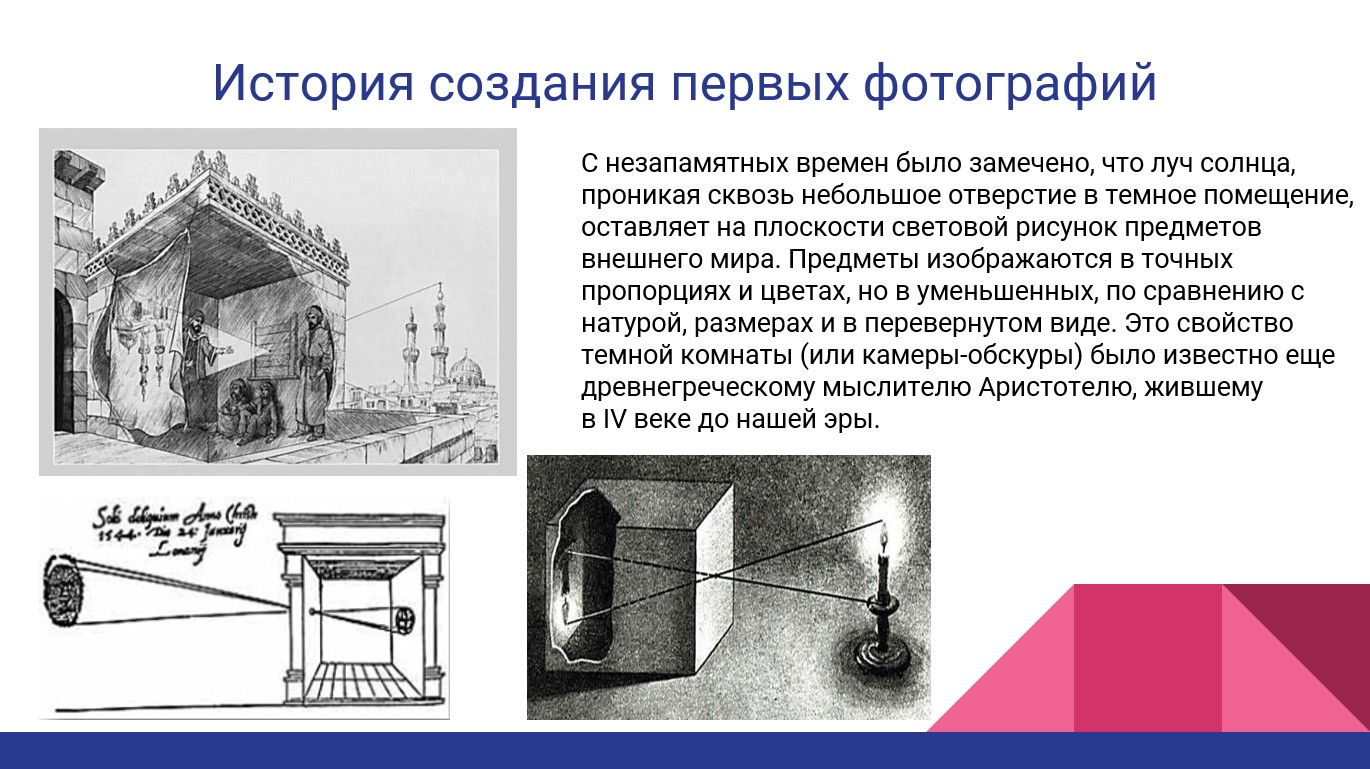 История создания первых фотографий
С незапамятных времен было замечено, что луч солнца,
проникая сквозь небольшое отверстие в темное помещение,
оставляет на плоскости световой рисунок предметов
внешнего мира. Предметы изображаются в точных
пропорциях и цветах, но в уменьшенных, по сравнению с
натурой, размерах и в перевернутом виде. Это свойство
темной комнаты (или камеры-обскуры) было известно еще
древнегреческому мыслителю Аристотелю, жившему
в IV веке до нашей эры.
Solis deliquium Anno Christi
1544. Die 24 Januarij
Lovanij